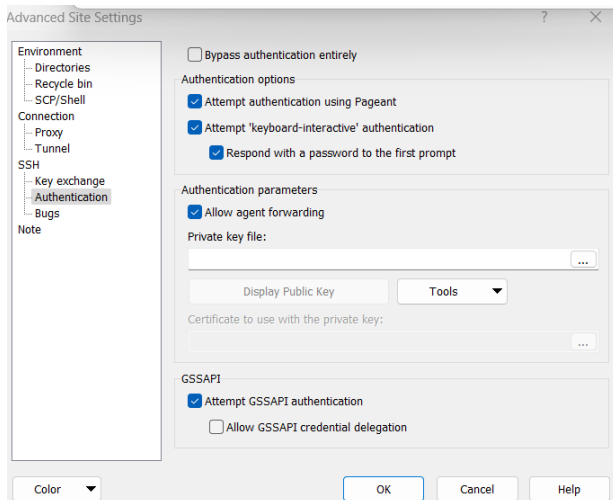 Advanced Site Settings
?
Environment
Directories
Recycle bin
SCP/Shell
Connection
Proxy
Tunnel
SSH
Key exchange
Authentication
Bugs
Note
Bypass authentication entirely
Authentication options
Attempt authentication using Pageant
Attempt 'keyboard-interactive' authentication
Respond with a password to the first prompt
Authentication parameters
Allow agent forwarding
Private key file:
...
Display Public Key
Tools
Certificate to use with the private key:
...
GSSAPI
Attempt GSSAPI authentication
Allow GSSAPI credential delegation
Color
OK
Cancel
Help